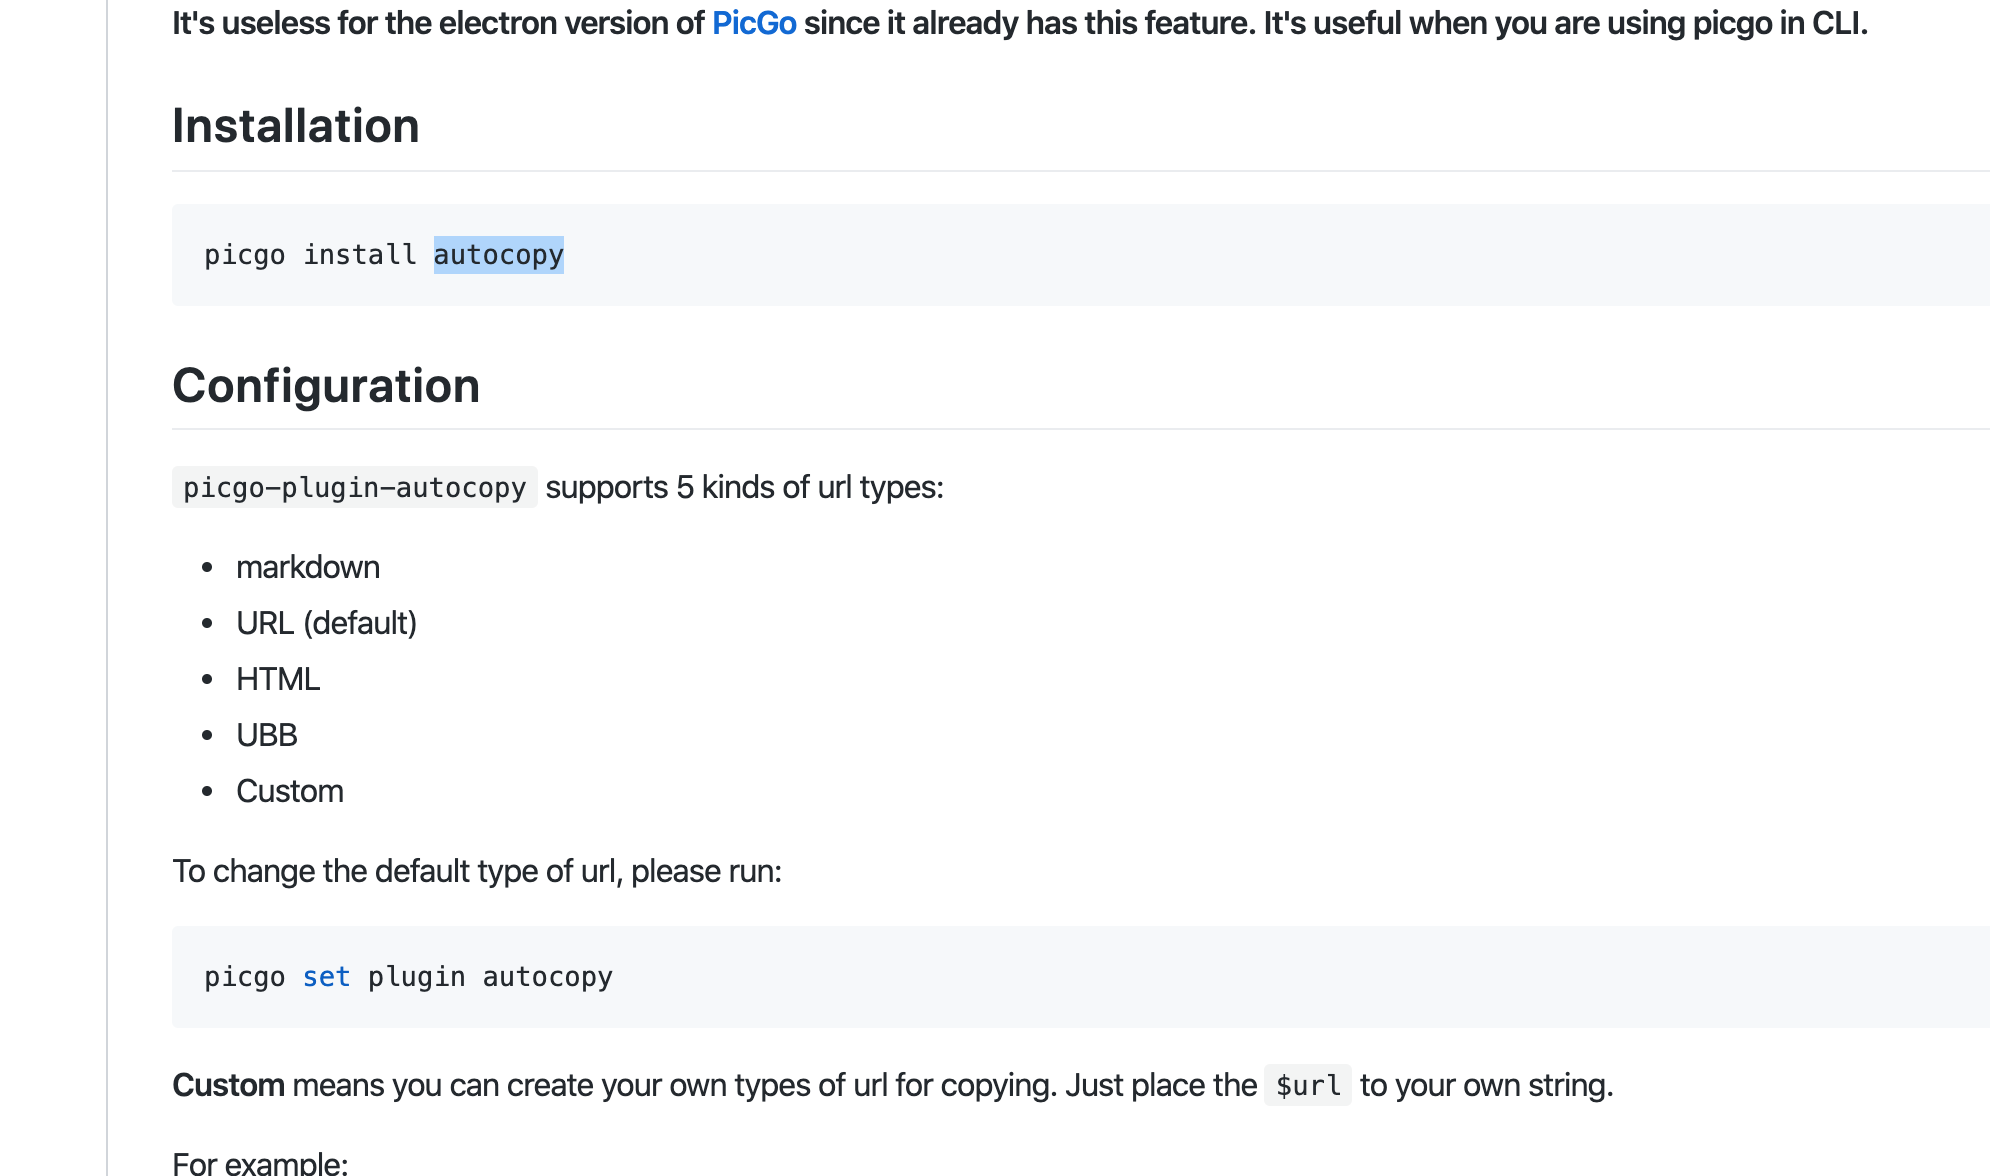 It's useless for the electron version of PicGo since it already has this feature. It's useful when you are using picgo in CLI.
Installation
picgo install autocopy
Configuration
picgo-plugin-autocopy supports 5 kinds of url types:
• markdown
• URL (default)
• HTML
• UBB
• Custom
To change the default type of url, please run:
picgo set plugin autocopy
Custom means you can create your own types of url for copying. Just place the $url to your own string.
For example: